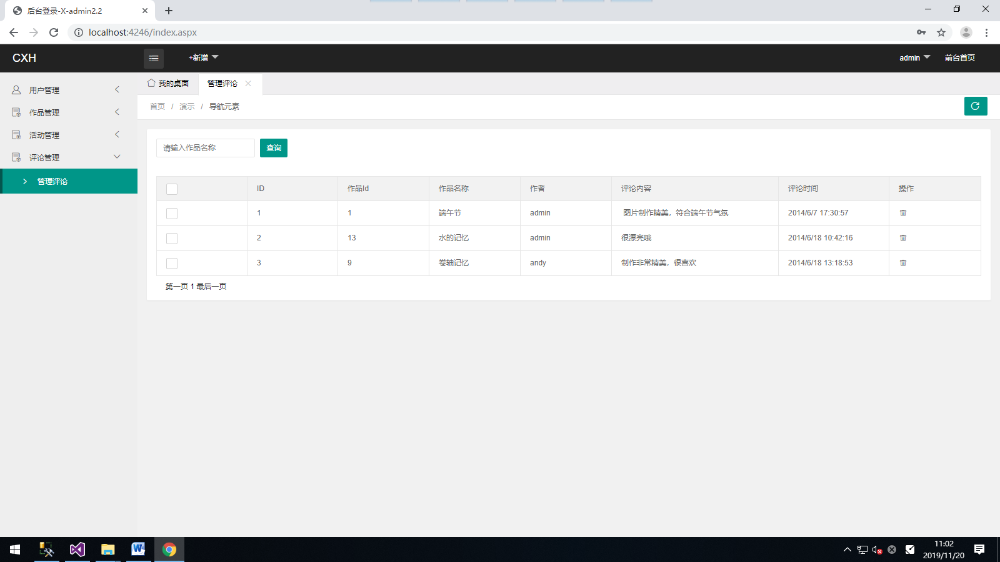 后台登录-X-admin2.2
localhost:4246/index.aspx
CXH
+新增
admin
前台首页
用户管理
作品管理
活动管理
评论管理
管理评论
我的桌面
管理评论
首页 / 演示 / 导航元素
请输入作品名称
查询
ID 作品Id 作品名称 作者 评论内容 评论时间 操作
1 1 端午节 admin 图片制作精美，符合端午节气氛 2014/6/7 17:30:57
2 13 水的记忆 admin 很漂亮哦 2014/6/18 10:42:16
3 9 卷轴记忆 andy 制作非常精美，很喜欢 2014/6/18 13:18:53
第一页 1 最后一页
11:02
2019/11/20